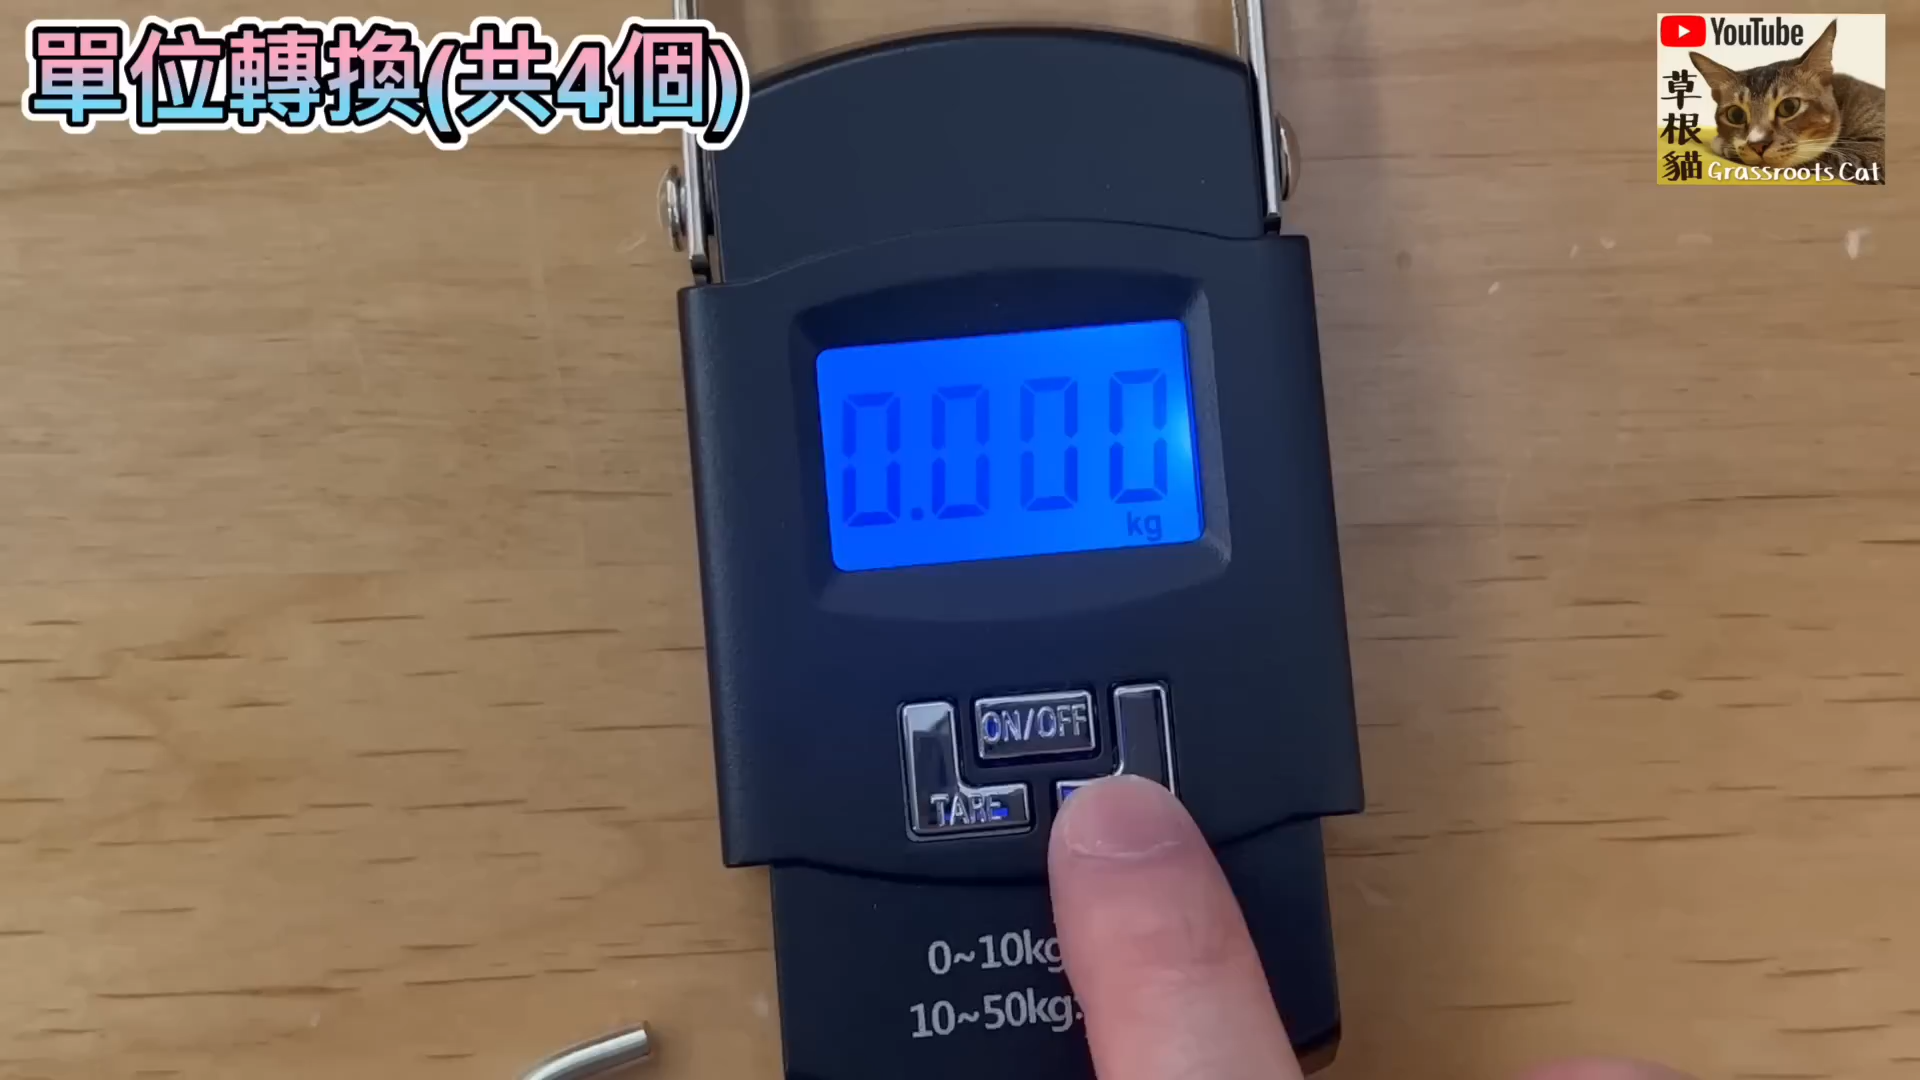 單位轉換(共4個)
YouTube
草根貓
Grassroots Cat
0.000
kg
ON/OFF
TARE
0~10kg
10~50kg: